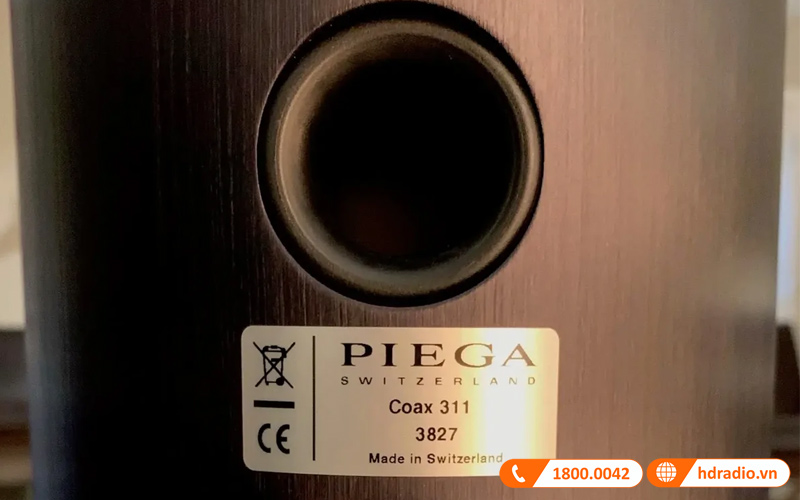 PIEGA
SWITZERLAND
CE
Coax 311
3827
Made in Switzerland
1800.0042
hdradio.vn